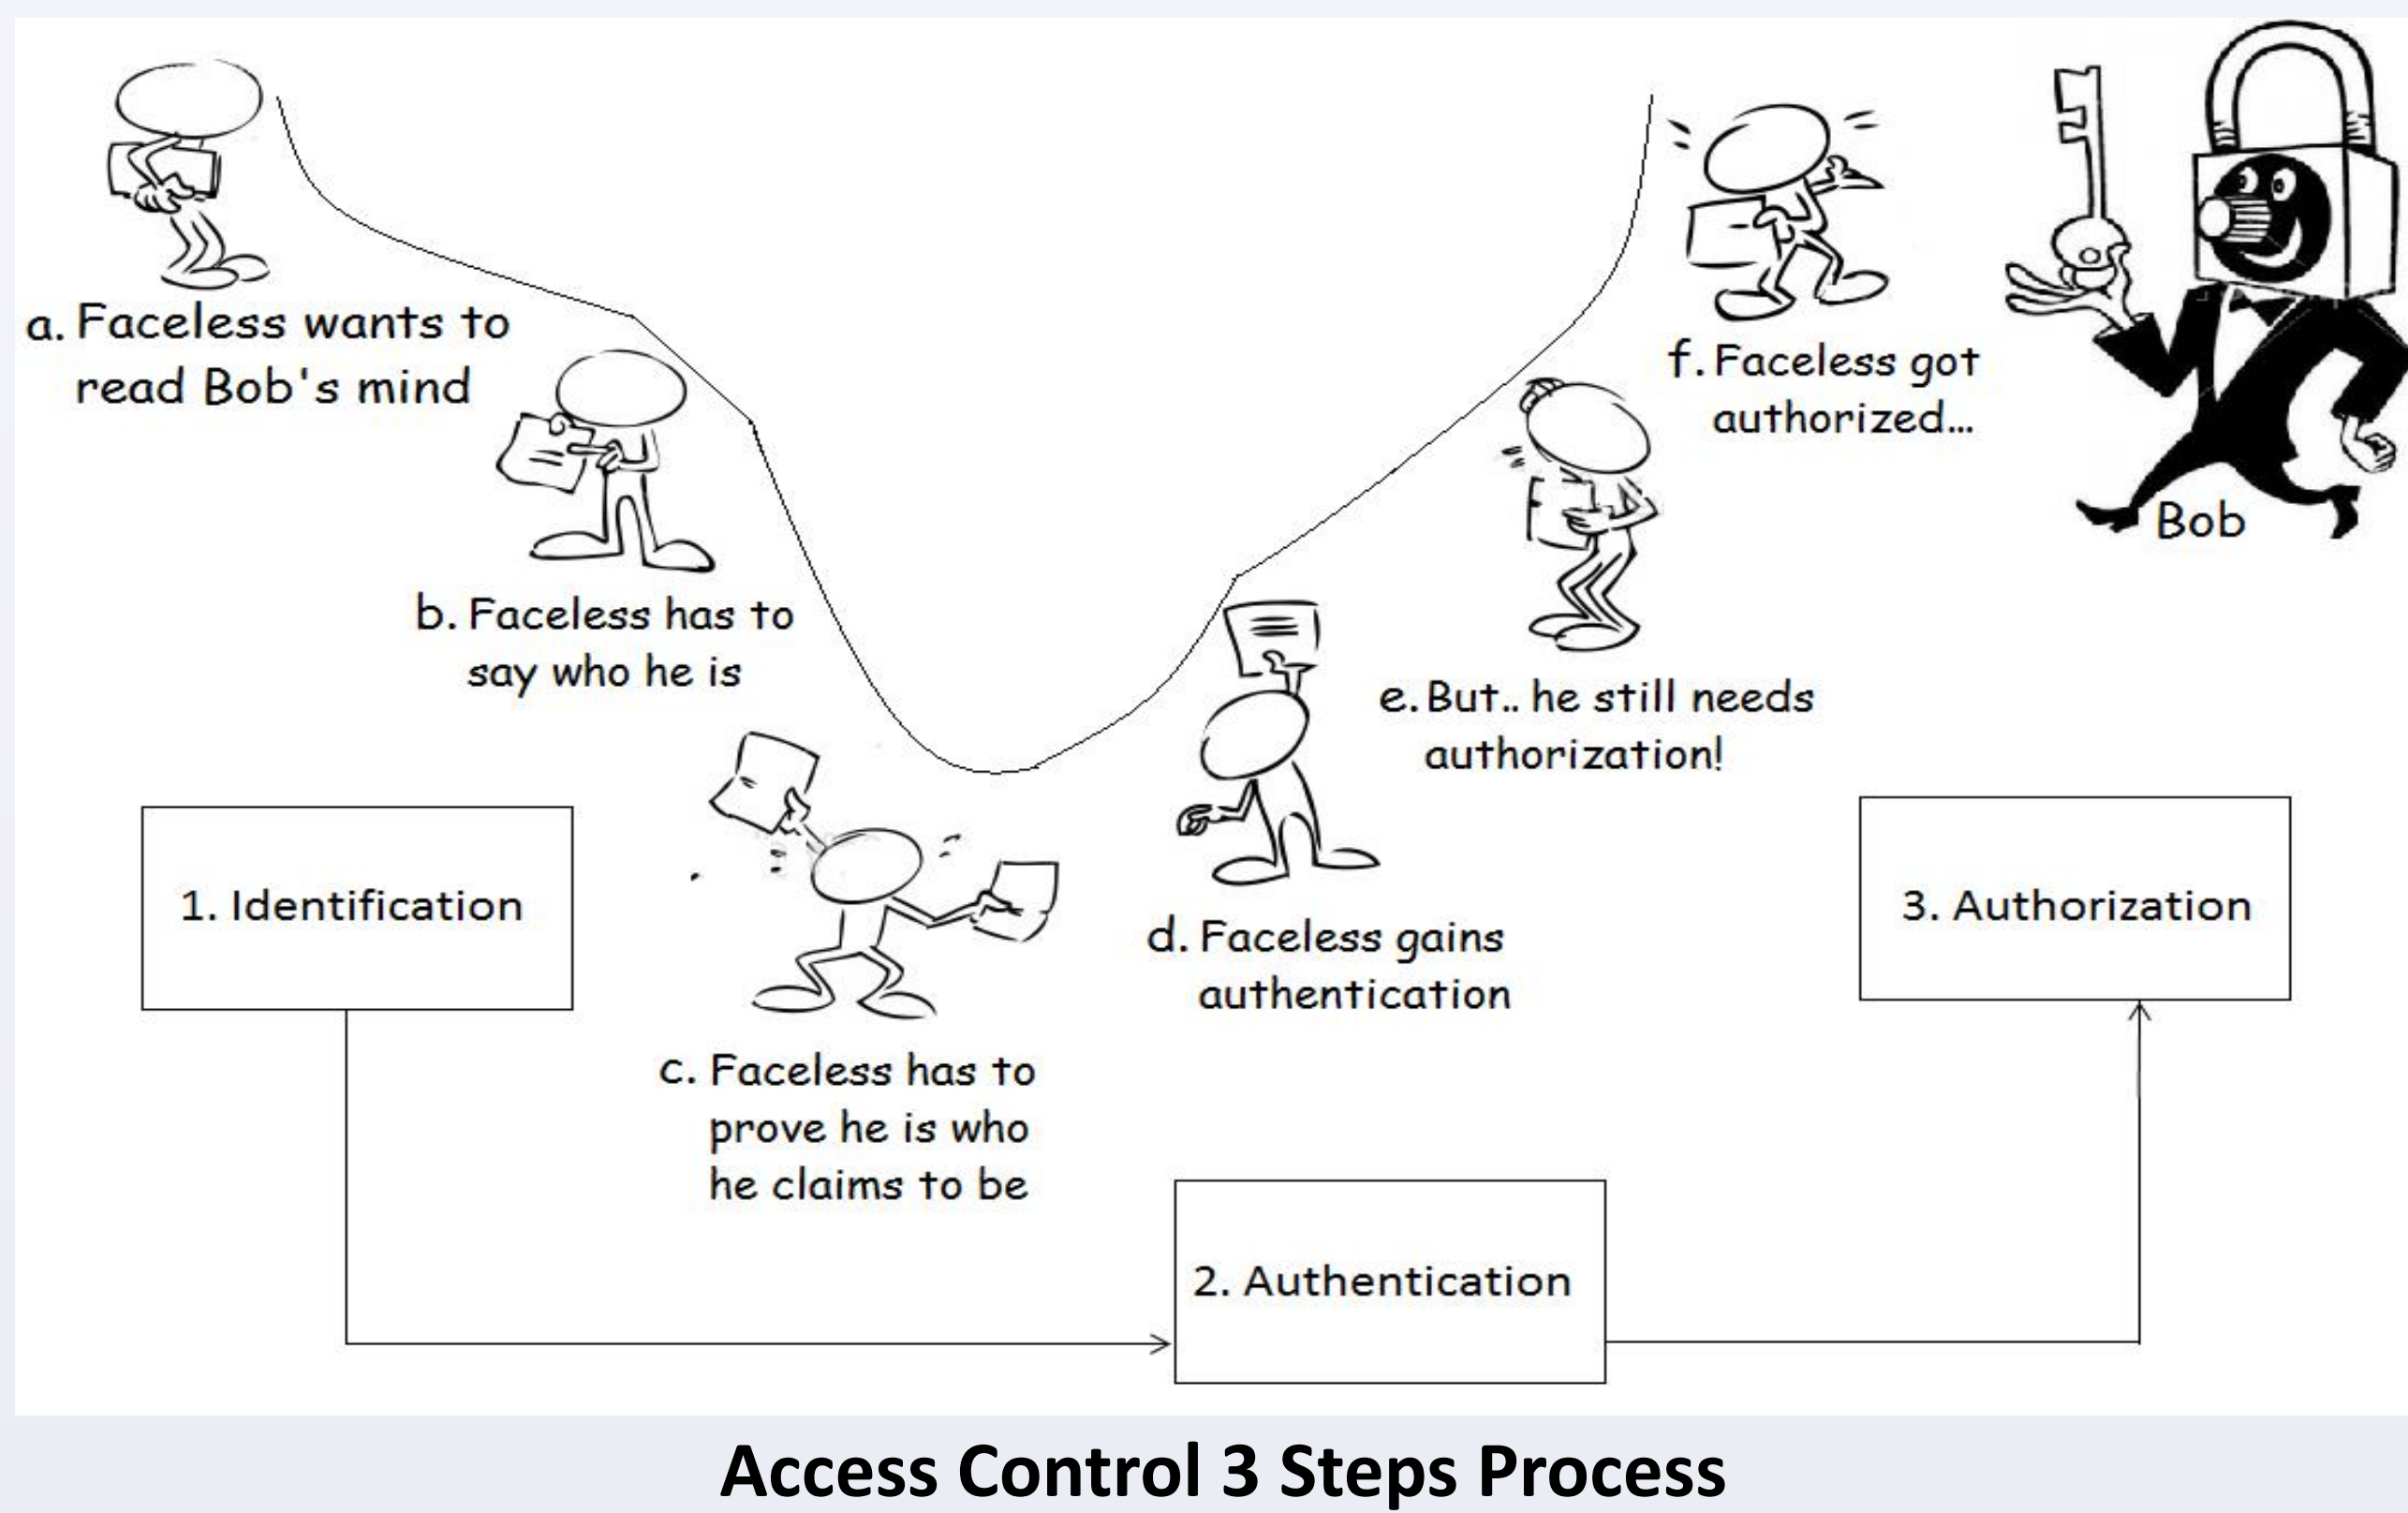 a. Faceless wants to
read Bob's mind
b. Faceless has to
say who he is
c. Faceless has to
prove he is who
he claims to be
d. Faceless gains
authentication
e. But.. he still needs
authorization!
f. Faceless got
authorized...
Bob
1. Identification
2. Authentication
3. Authorization
Access Control 3 Steps Process